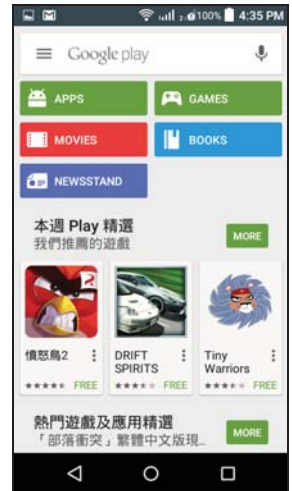 100% 4:35 PM
Google play
APPS
GAMES
MOVIES
BOOKS
NEWSSTAND
本週 Play 精選
我們推薦的遊戲
MORE
憤怒鳥2
FREE
DRIFT
SPIRITS
FREE
Tiny
Warriors
FREE
熱門遊戲及應用精選
「部落衝突」繁體中文版現...
MORE